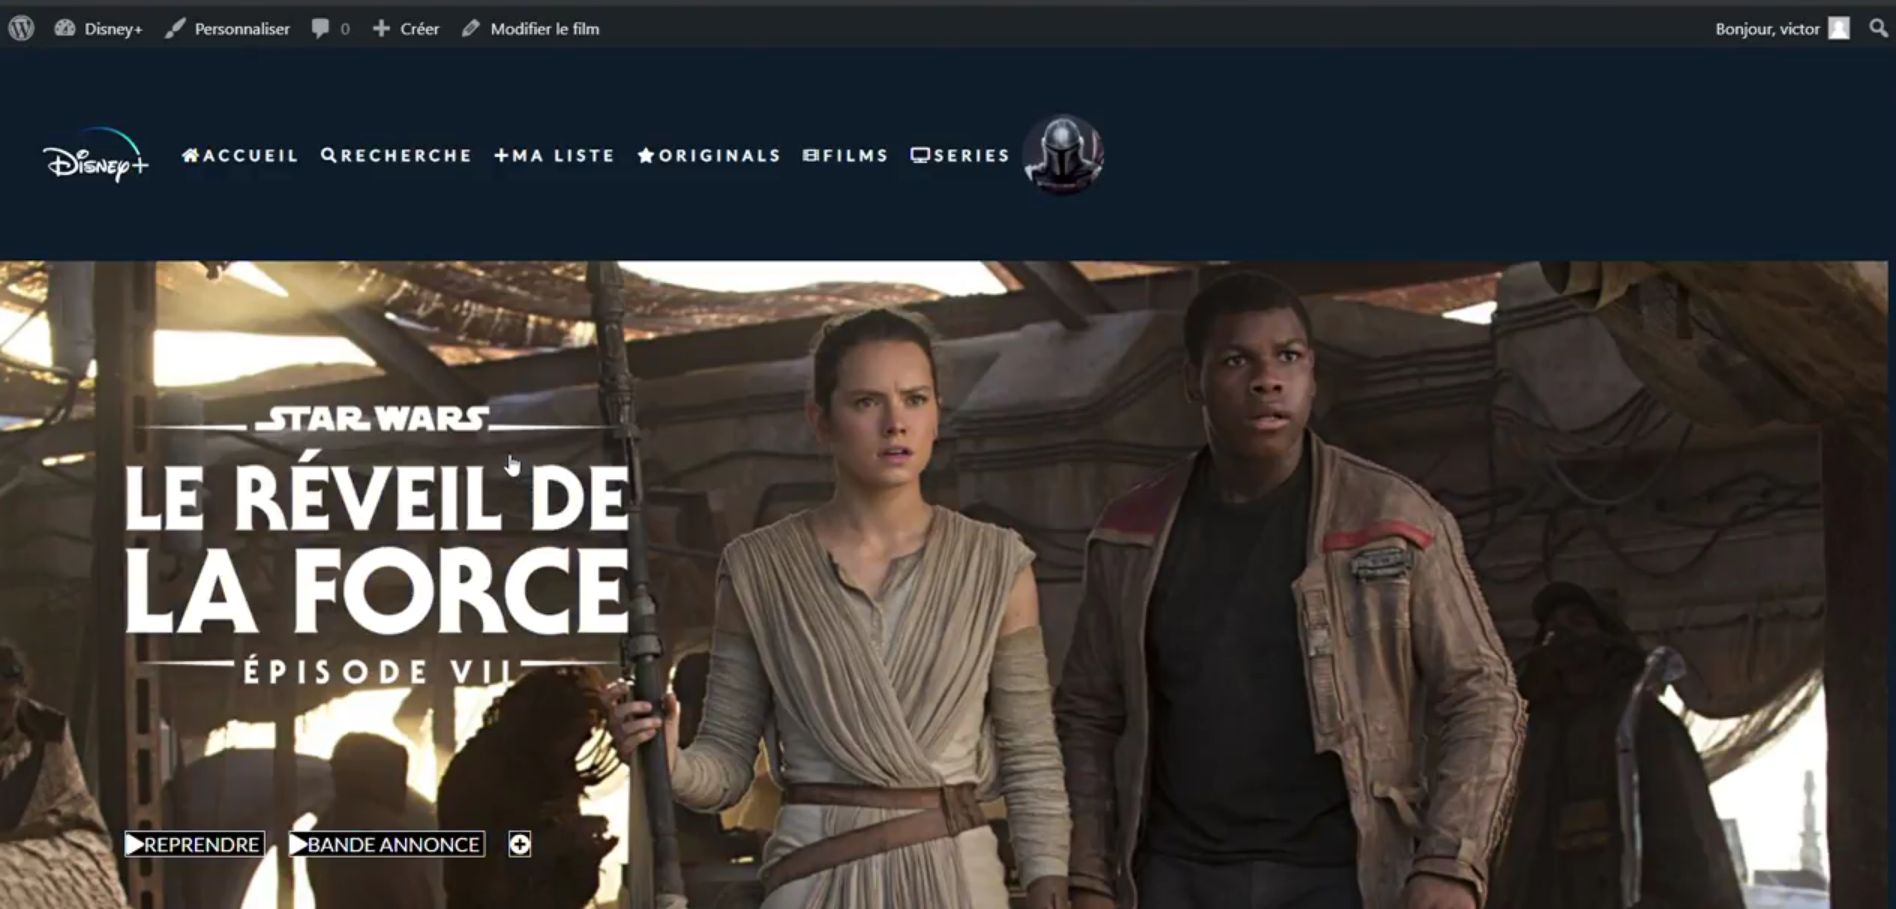 Disney+ Personnaliser 0 Créer Modifier le film Bonjour, victor
Disney+ ACCUEIL RECHERCHE MA LISTE ORIGINALS FILMS SERIES
STAR WARS
LE RÉVEIL DE
LA FORCE
ÉPISODE VII
REPRENDRE BANDE ANNONCE